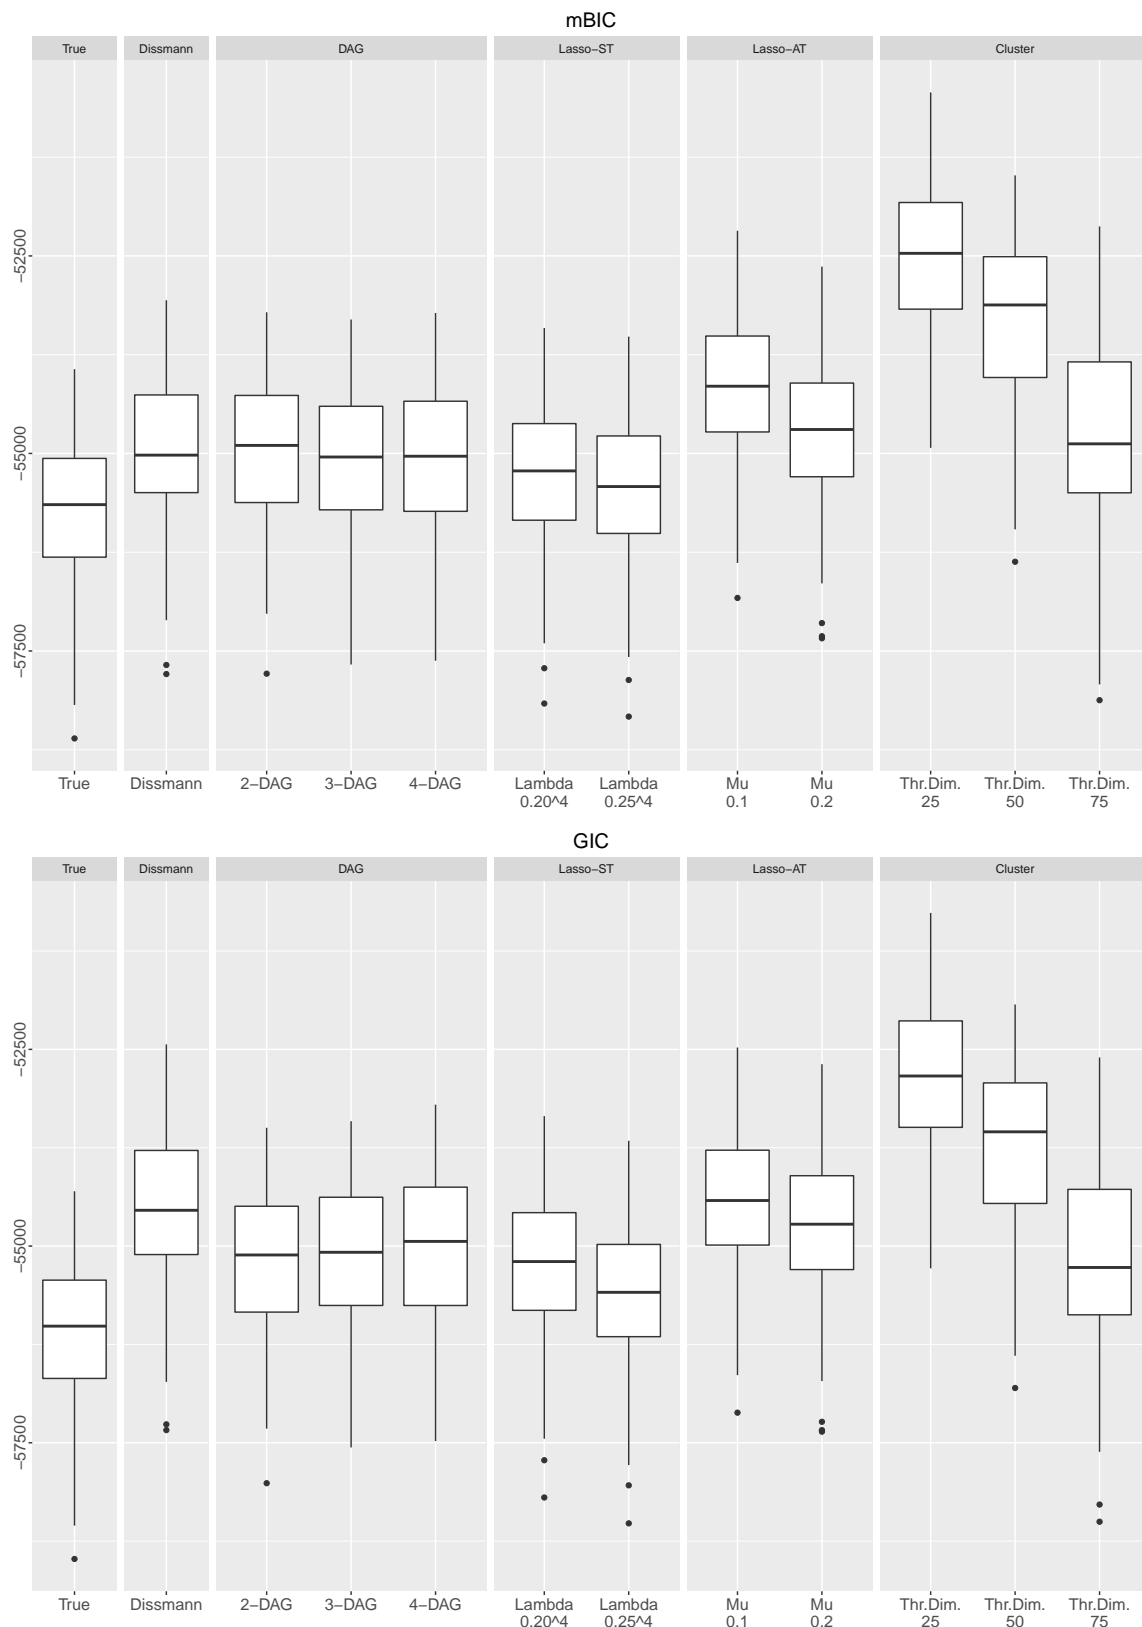 mBIC
True Dissmann DAG Lasso−ST Lasso−AT Cluster
−52500
−55000
−57500
True Dissmann 2−DAG 3−DAG 4−DAG Lambda Lambda Mu Mu Thr.Dim. Thr.Dim. Thr.Dim.
0.20^4 0.25^4 0.1 0.2 25 50 75
GIC
True Dissmann DAG Lasso−ST Lasso−AT Cluster
−52500
−55000
−57500
True Dissmann 2−DAG 3−DAG 4−DAG Lambda Lambda Mu Mu Thr.Dim. Thr.Dim. Thr.Dim.
0.20^4 0.25^4 0.1 0.2 25 50 75